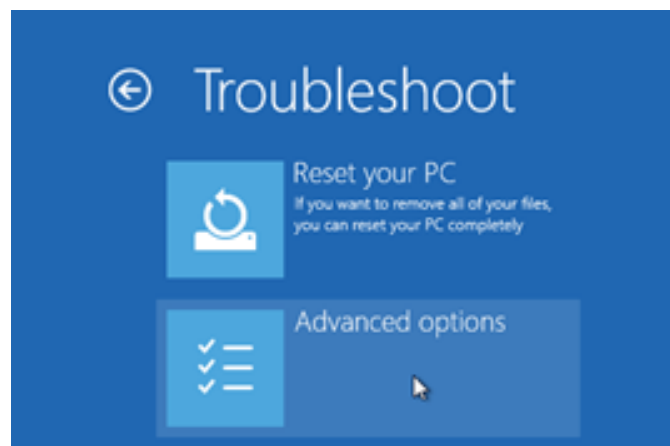 Troubleshoot
Reset your PC
If you want to remove all of your files,
you can reset your PC completely
Advanced options